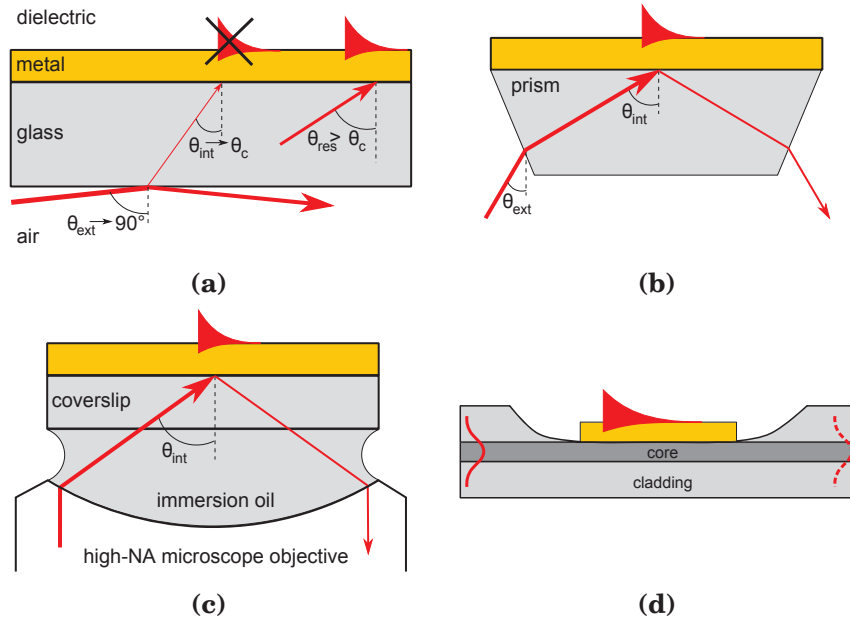 dielectric
metal
glass
θint → θc
θres > θc
θext → 90°
air
(a)
prism
θint
θext
(b)
coverslip
θint
immersion oil
high-NA microscope objective
(c)
core
cladding
(d)